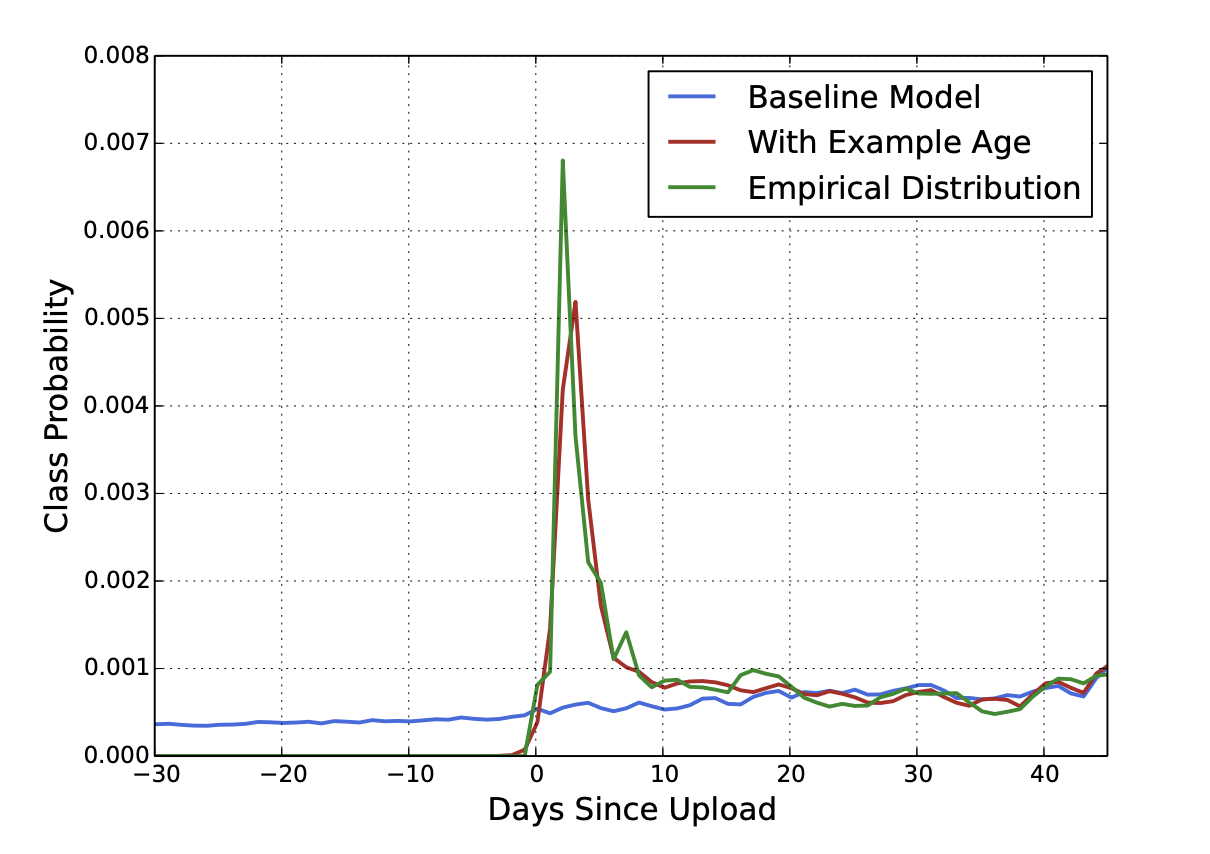 0.008
0.007
0.006
0.005
0.004
0.003
0.002
0.001
0.000
−30 −20 −10 0 10 20 30 40
Class Probability
Days Since Upload
Baseline Model
With Example Age
Empirical Distribution